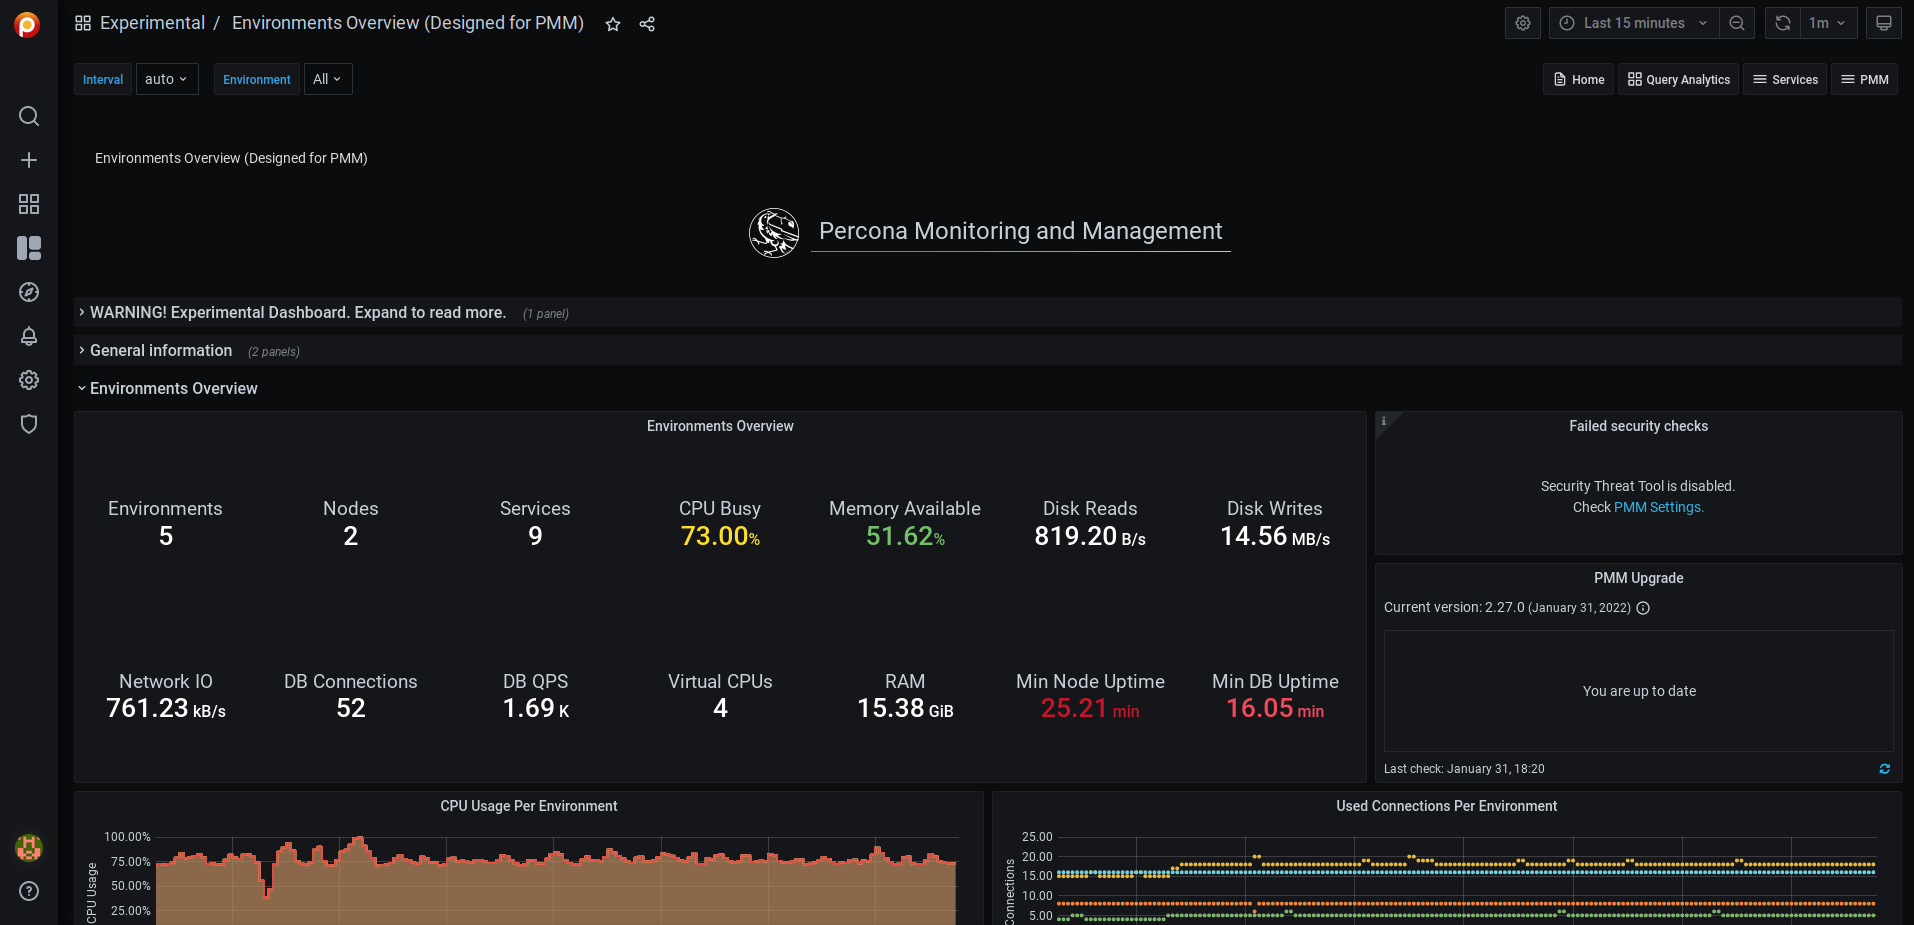 Experimental / Environments Overview (Designed for PMM)
Last 15 minutes
1m
Interval auto Environment All
Home Query Analytics Services PMM
Environments Overview (Designed for PMM)
Percona Monitoring and Management
WARNING! Experimental Dashboard. Expand to read more. (1 panel)
General information (2 panels)
Environments Overview
Environments Overview
Environments Nodes Services CPU Busy Memory Available Disk Reads Disk Writes
5 2 9 73.00% 51.62% 819.20 B/s 14.56 MB/s
Network IO DB Connections DB QPS Virtual CPUs RAM Min Node Uptime Min DB Uptime
761.23 kB/s 52 1.69 K 4 15.38 GiB 25.21 min 16.05 min
Failed security checks
Security Threat Tool is disabled.
Check PMM Settings.
PMM Upgrade
Current version: 2.27.0 (January 31, 2022)
You are up to date
Last check: January 31, 18:20
CPU Usage Per Environment
CPU Usage
100.00%
75.00%
50.00%
25.00%
Used Connections Per Environment
Connections
25.00
20.00
15.00
10.00
5.00